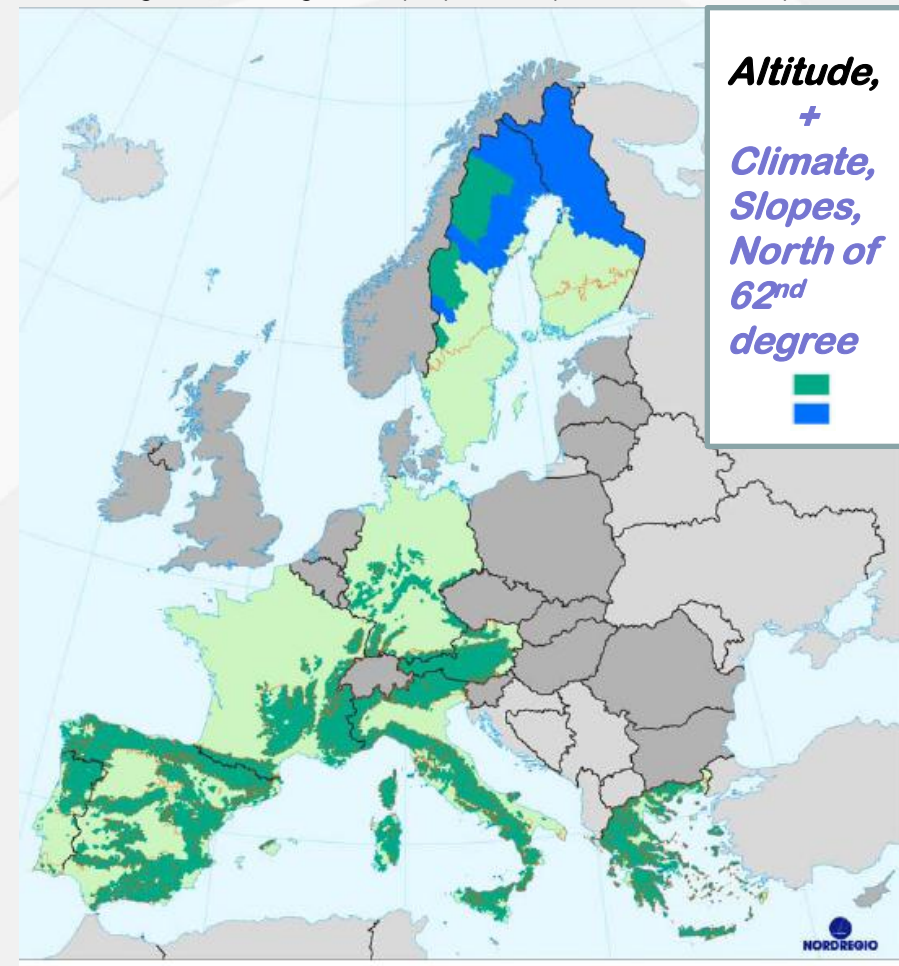 Altitude,
+
Climate,
Slopes,
North of
62nd
degree
NORDREGIO